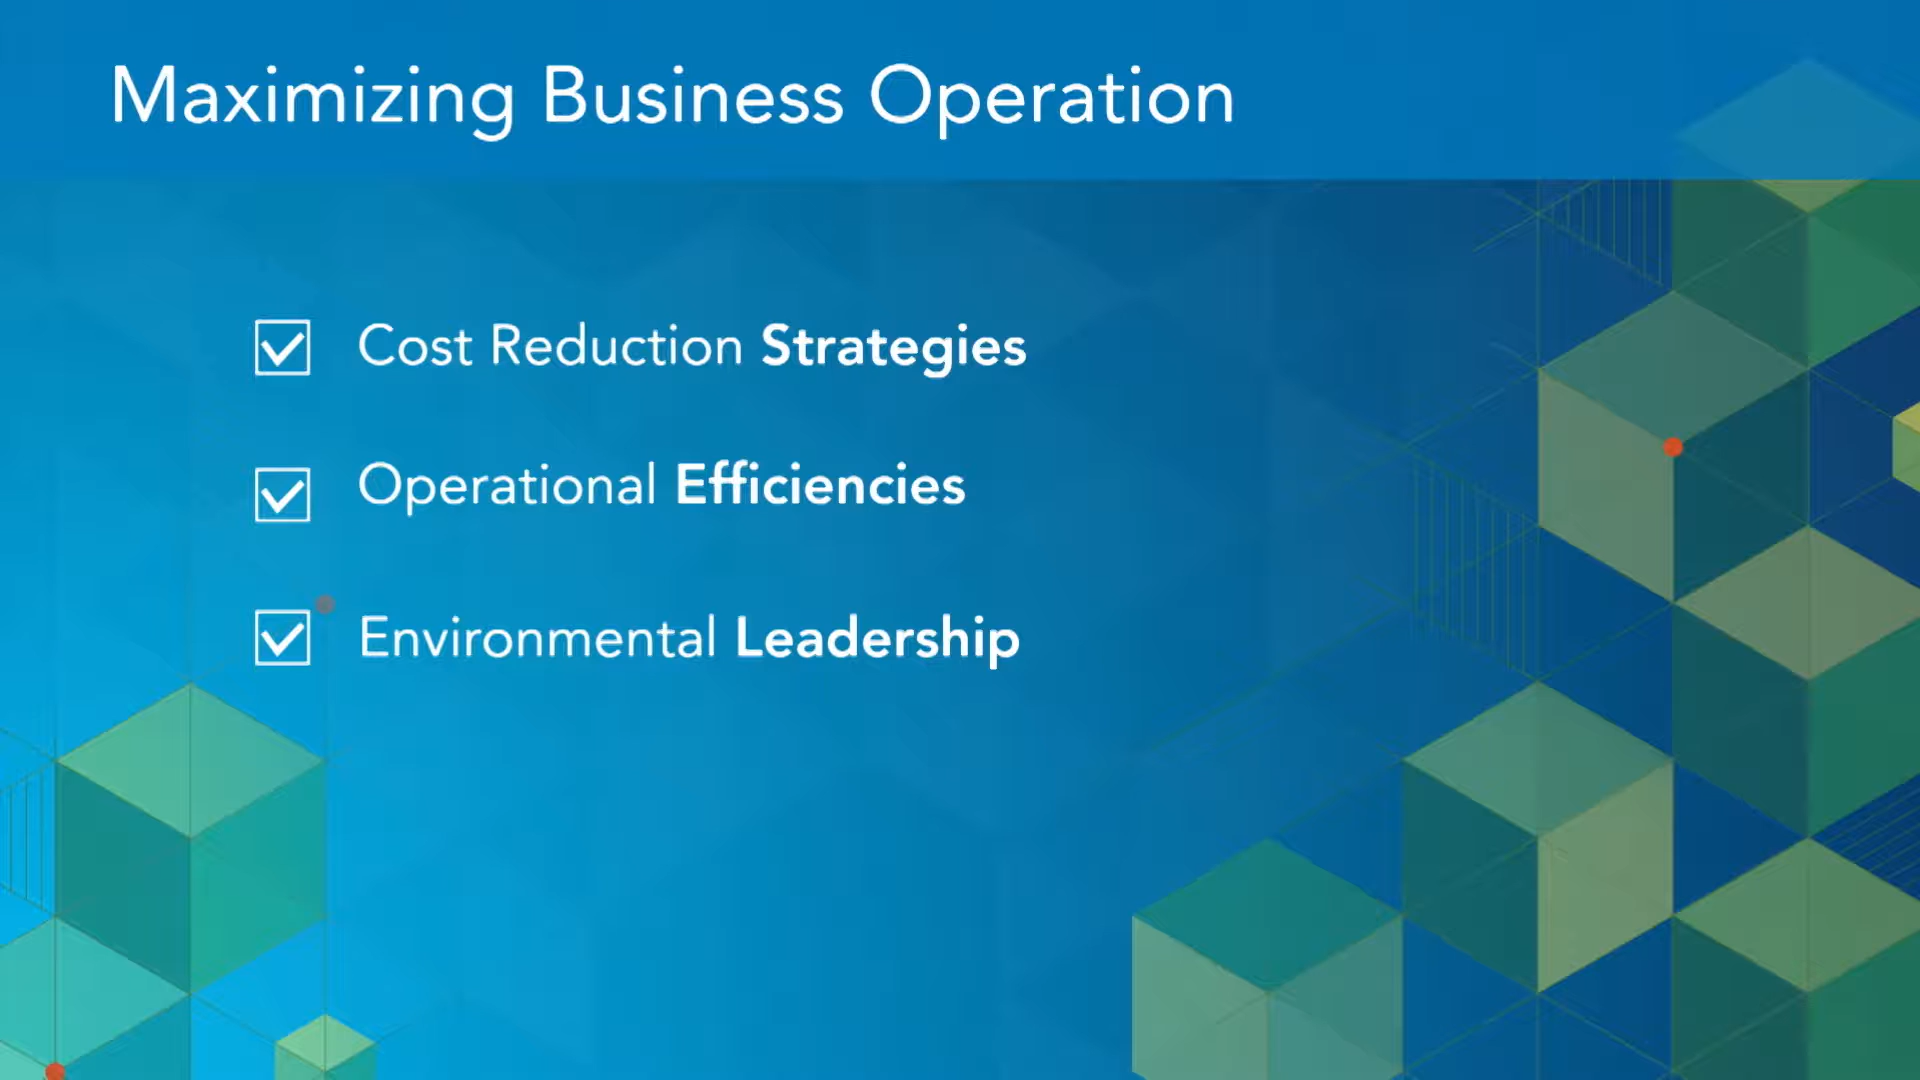 Maximizing Business Operation
Cost Reduction Strategies
Operational Efficiencies
Environmental Leadership